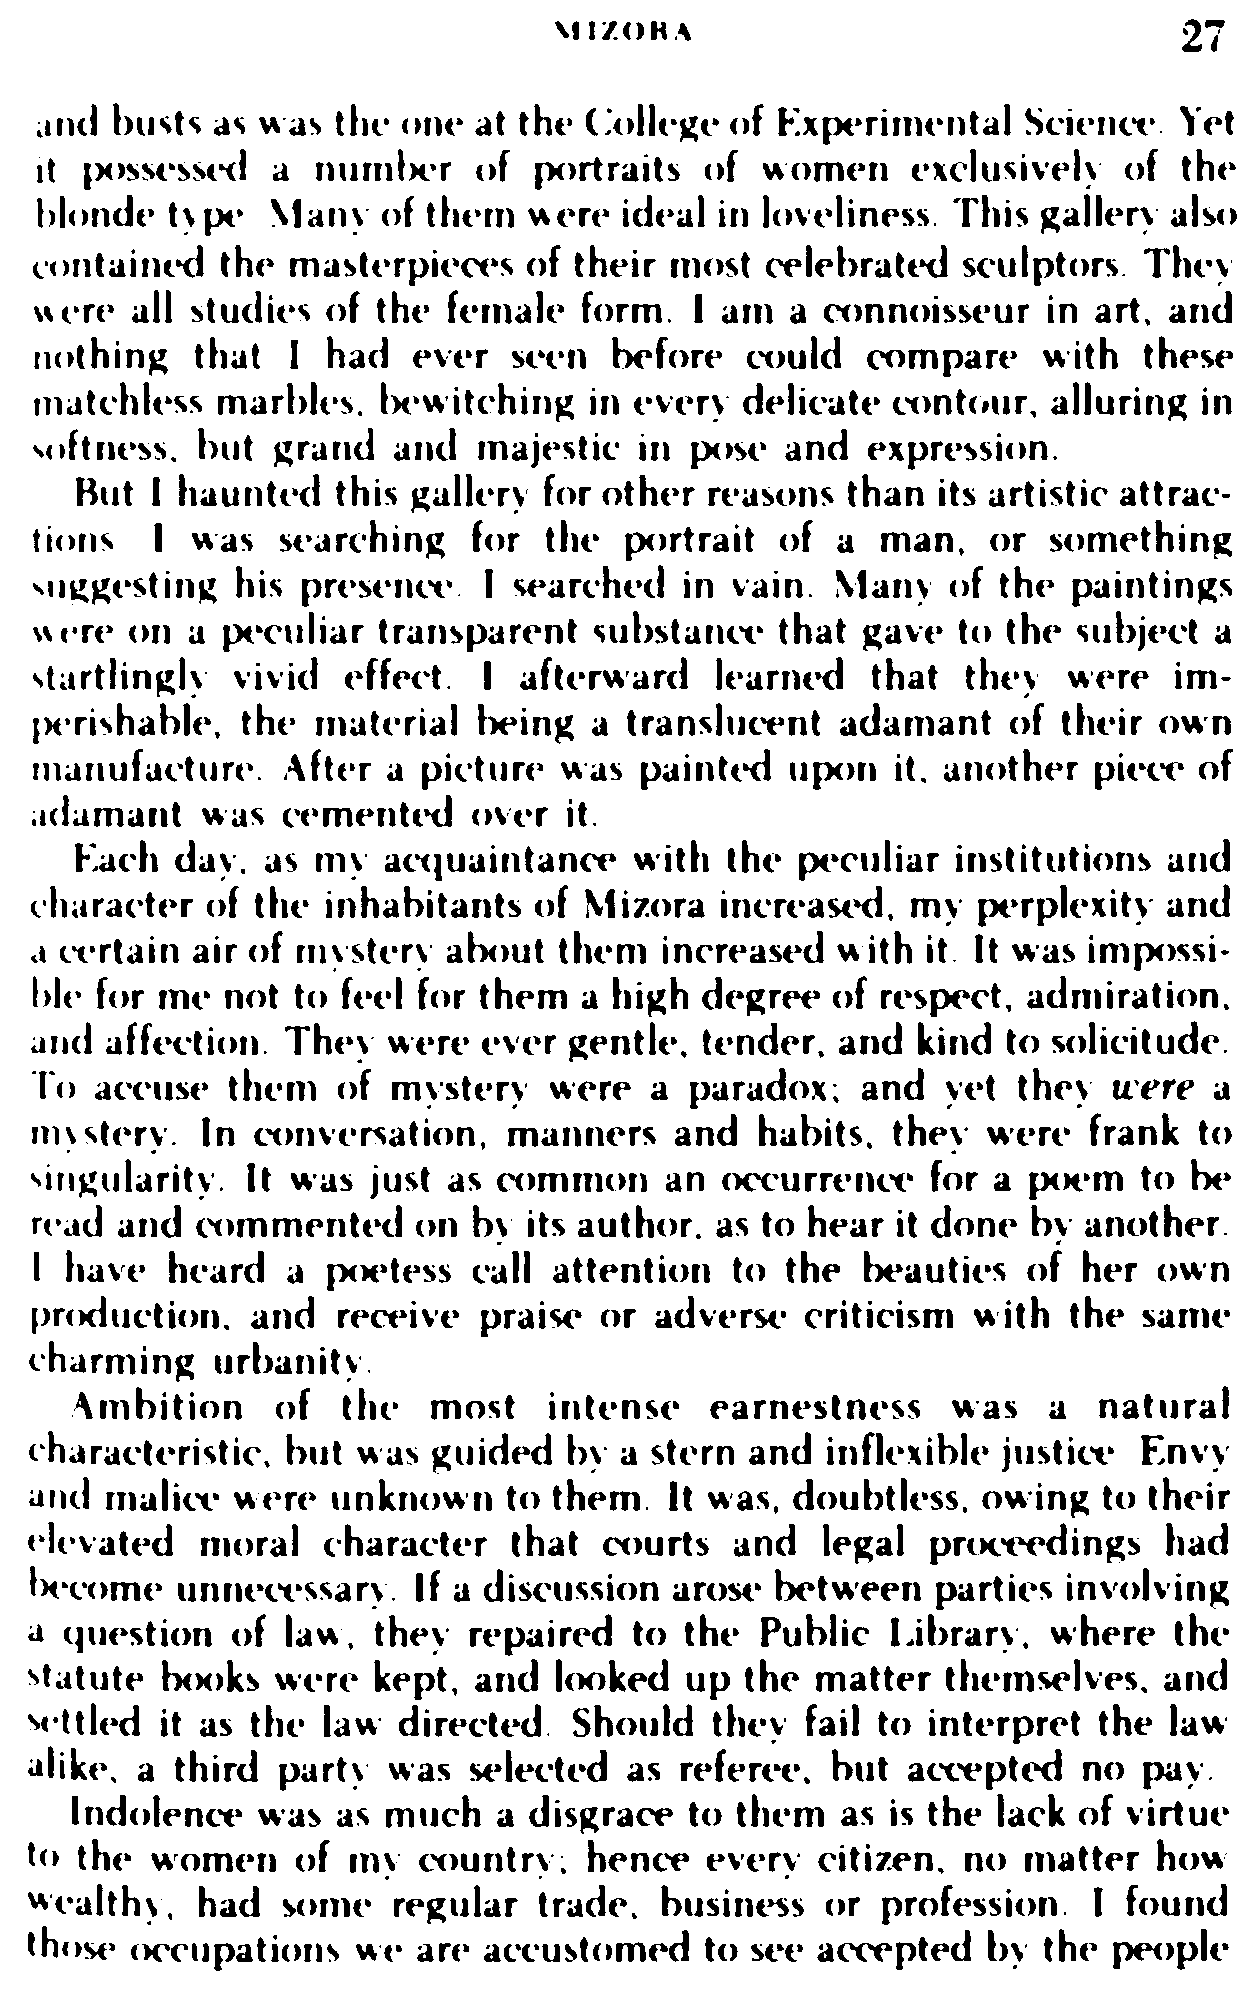 MIZORA 27
and busts as was the one at the College of Experimental Science. Yet
it possessed a number of portraits of women exclusively of the
blonde type Many of them were ideal in loveliness. This gallery also
contained the masterpieces of their most celebrated sculptors. They
were all studies of the female form. I am a connoisseur in art, and
nothing that I had ever seen before could compare with these
matchless marbles, bewitching in every delicate contour, alluring in
softness, but grand and majestic in pose and expression.
But I haunted this gallery for other reasons than its artistic attrac-
tions I was searching for the portrait of a man, or something
suggesting his presence. I searched in vain. Many of the paintings
were on a peculiar transparent substance that gave to the subject a
startlingly vivid effect. I afterward learned that they were im-
perishable, the material being a translucent adamant of their own
manufacture. After a picture was painted upon it, another piece of
adamant was cemented over it.
Each day, as my acquaintance with the peculiar institutions and
character of the inhabitants of Mizora increased, my perplexity and
a certain air of mystery about them increased with it. It was impossi-
ble for me not to feel for them a high degree of respect, admiration,
and affection. They were ever gentle, tender, and kind to solicitude.
To accuse them of mystery were a paradox; and yet they were a
mystery. In conversation, manners and habits, they were frank to
singularity. It was just as common an occurrence for a poem to be
read and commented on by its author, as to hear it done by another.
I have heard a poetess call attention to the beauties of her own
production, and receive praise or adverse criticism with the same
charming urbanity.
Ambition of the most intense earnestness was a natural
characteristic, but was guided by a stern and inflexible justice Envy
and malice were unknown to them. It was, doubtless, owing to their
elevated moral character that courts and legal proceedings had
become unnecessary. If a discussion arose between parties involving
a question of law, they repaired to the Public Library, where the
statute books were kept, and looked up the matter themselves, and
settled it as the law directed. Should they fail to interpret the law
alike, a third party was selected as referee, but accepted no pay.
Indolence was as much a disgrace to them as is the lack of virtue
to the women of my country; hence every citizen, no matter how
wealthy, had some regular trade, business or profession. I found
those occupations we are accustomed to see accepted by the people